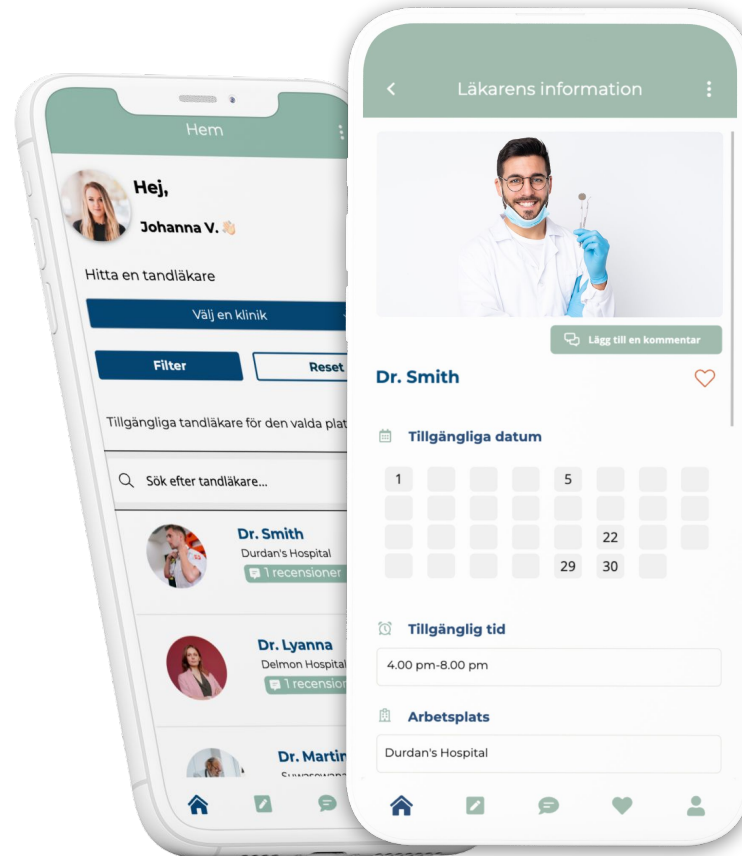 Hem
Hej,
Johanna V.
Hitta en tandläkare
Välj en klinik
Filter
Reset
Tillgängliga tandläkare för den valda plat
Sök efter tandläkare...
Dr. Smith
Durdan's Hospital
1 recensioner
Dr. Lyanna
Delmon Hospital
1 recension
Dr. Martin
Läkarens information
Lägg till en kommentar
Dr. Smith
Tillgängliga datum
1 5
22
29 30
Tillgänglig tid
4.00 pm-8.00 pm
Arbetsplats
Durdan's Hospital